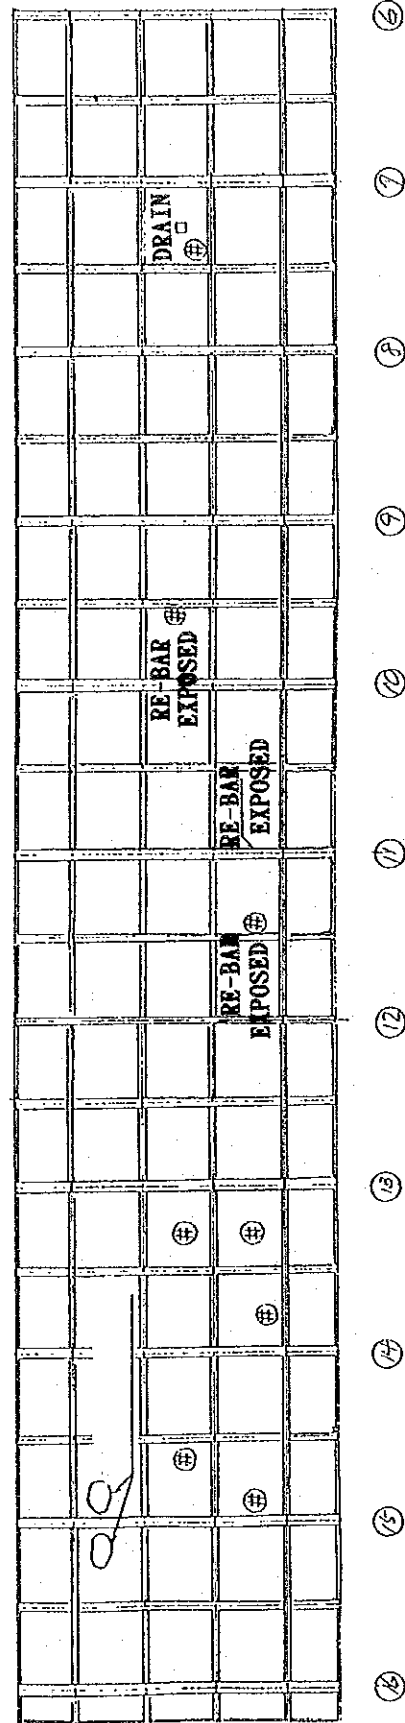 6
7
DRAIN
#
8
9
#
RE-BAR
EXPOSED
10
RE-BAR
EXPOSED
11
#
RE-BAR
EXPOSED
12
13
#
#
#
14
#
#
15
16